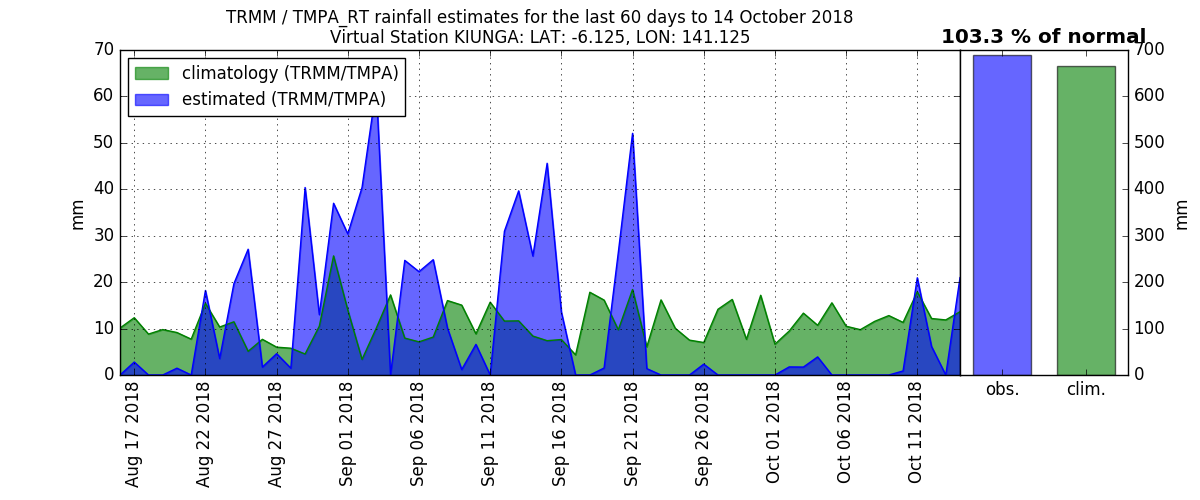 TRMM / TMPA_RT rainfall estimates for the last 60 days to 14 October 2018
Virtual Station KIUNGA: LAT: -6.125, LON: 141.125
103.3 % of normal
climatology (TRMM/TMPA)
estimated (TRMM/TMPA)
mm
70
60
50
40
30
20
10
0
Aug 17 2018
Aug 22 2018
Aug 27 2018
Sep 01 2018
Sep 06 2018
Sep 11 2018
Sep 16 2018
Sep 21 2018
Sep 26 2018
Oct 01 2018
Oct 06 2018
Oct 11 2018
obs.
clim.
700
600
500
400
300
200
100
0
mm